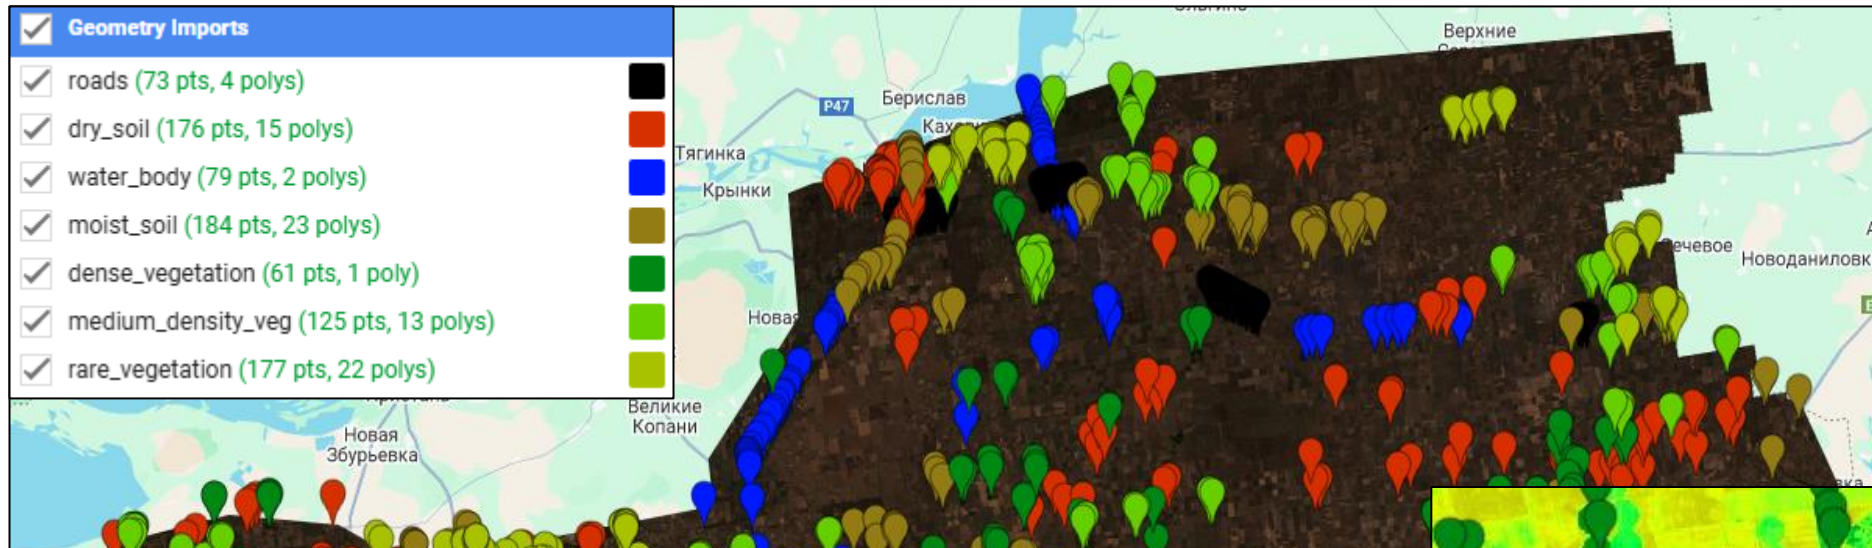 Geometry Imports
roads (73 pts, 4 polys)
dry_soil (176 pts, 15 polys)
water_body (79 pts, 2 polys)
moist_soil (184 pts, 23 polys)
dense_vegetation (61 pts, 1 poly)
medium_density_veg (125 pts, 13 polys)
rare_vegetation (177 pts, 22 polys)
Верхние
P47
Берислав
Тягинка
Крынки
Новоданиловк
Новая
Великие
Копани
Новая
Збурьевка